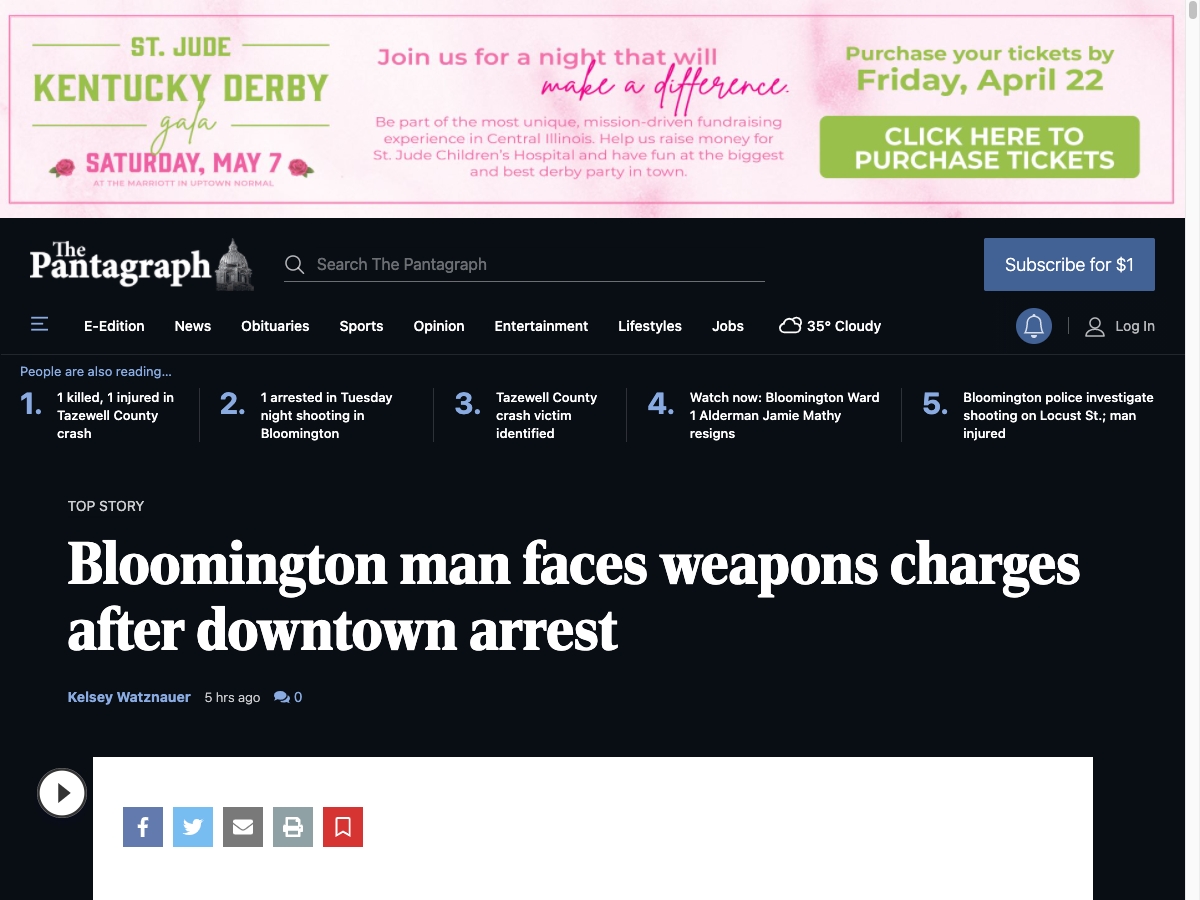 ST. JUDE
KENTUCKY DERBY
gala
SATURDAY, MAY 7
AT THE MARRIOTT IN UPTOWN NORMAL
Join us for a night that will
make a difference.
Be part of the most unique, mission-driven fundraising
experience in Central Illinois. Help us raise money for
St. Jude Children's Hospital and have fun at the biggest
and best derby party in town.
Purchase your tickets by
Friday, April 22
CLICK HERE TO
PURCHASE TICKETS
The
Pantagraph
Search The Pantagraph
Subscribe for $1
E-Edition News Obituaries Sports Opinion Entertainment Lifestyles Jobs 35° Cloudy Log In
People are also reading…
1. 1 killed, 1 injured in
Tazewell County
crash
2. 1 arrested in Tuesday
night shooting in
Bloomington
3. Tazewell County
crash victim
identified
4. Watch now: Bloomington Ward
1 Alderman Jamie Mathy
resigns
5. Bloomington police investigate
shooting on Locust St.; man
injured
TOP STORY
Bloomington man faces weapons charges
after downtown arrest
Kelsey Watznauer 5 hrs ago 0